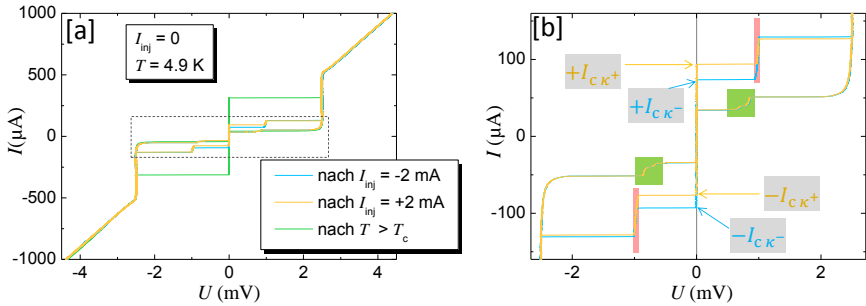 [a]
I_inj = 0
T = 4.9 K
1000
500
0
-500
-1000
I(µA)
nach I_inj = -2 mA
nach I_inj = +2 mA
nach T > T_c
-4 -2 0 2 4
U (mV)
[b]
100
0
-100
I (µA)
+I_c κ⁺
+I_c κ⁻
−I_c κ⁺
−I_c κ⁻
-2 0 2
U (mV)